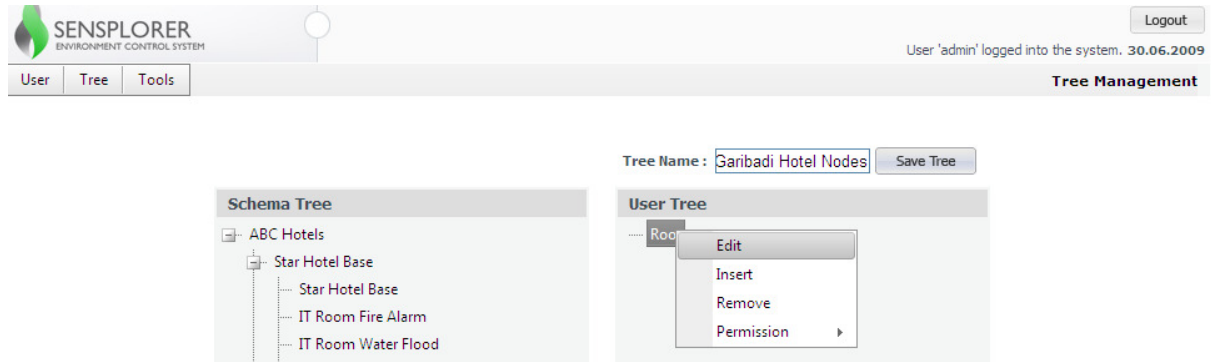 SENSPLORER
ENVIRONMENT CONTROL SYSTEM
Logout
User 'admin' logged into the system. 30.06.2009
User Tree Tools
Tree Management
Tree Name : Garibadi Hotel Nodes Save Tree
Schema Tree
ABC Hotels
Star Hotel Base
Star Hotel Base
IT Room Fire Alarm
IT Room Water Flood
User Tree
Edit
Insert
Remove
Permission